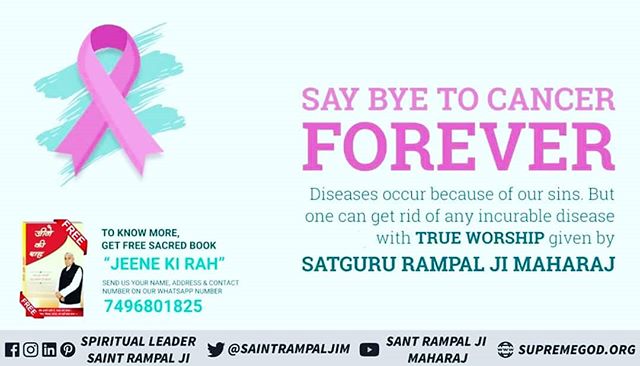 SAY BYE TO CANCER
FOREVER
Diseases occur because of our sins. But
one can get rid of any incurable disease
with TRUE WORSHIP given by
SATGURU RAMPAL JI MAHARAJ
FREE
जीने
की
राह
FREE
TO KNOW MORE,
GET FREE SACRED BOOK
“JEENE KI RAH”
SEND US YOUR NAME, ADDRESS & CONTACT
NUMBER ON OUR WHATSAPP NUMBER
7496801825
SPIRITUAL LEADER
SAINT RAMPAL JI
@SAINTRAMPALJIM
SANT RAMPAL JI
MAHARAJ
SUPREMEGOD.ORG